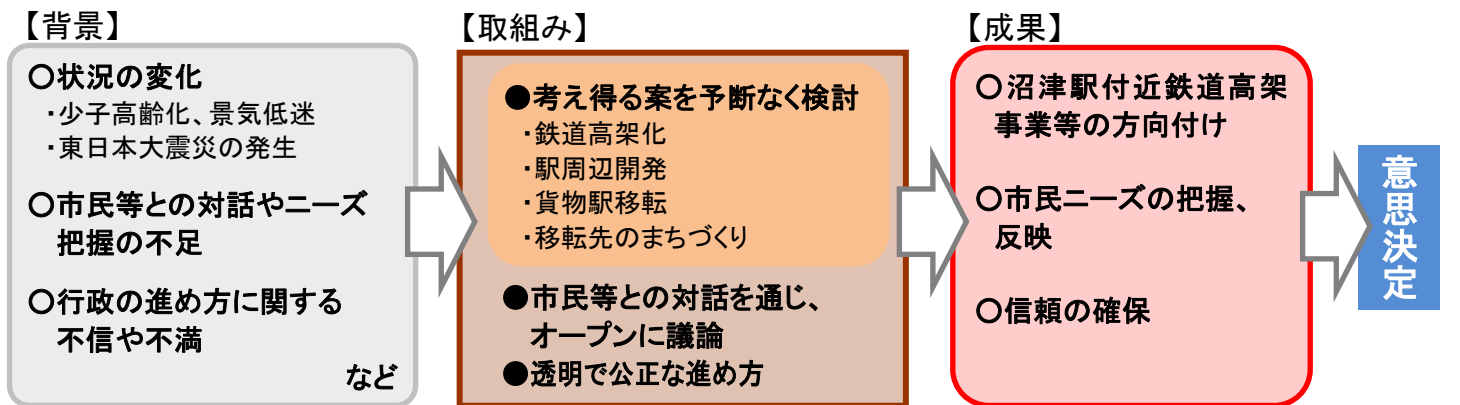 【背景】
○状況の変化
・少子高齢化、景気低迷
・東日本大震災の発生
○市民等との対話やニーズ
把握の不足
○行政の進め方に関する
不信や不満
など
【取組み】
●考え得る案を予断なく検討
・鉄道高架化
・駅周辺開発
・貨物駅移転
・移転先のまちづくり
●市民等との対話を通じ、
オープンに議論
●透明で公正な進め方
【成果】
○沼津駅付近鉄道高架
事業等の方向付け
○市民ニーズの把握、
反映
○信頼の確保
意思決定